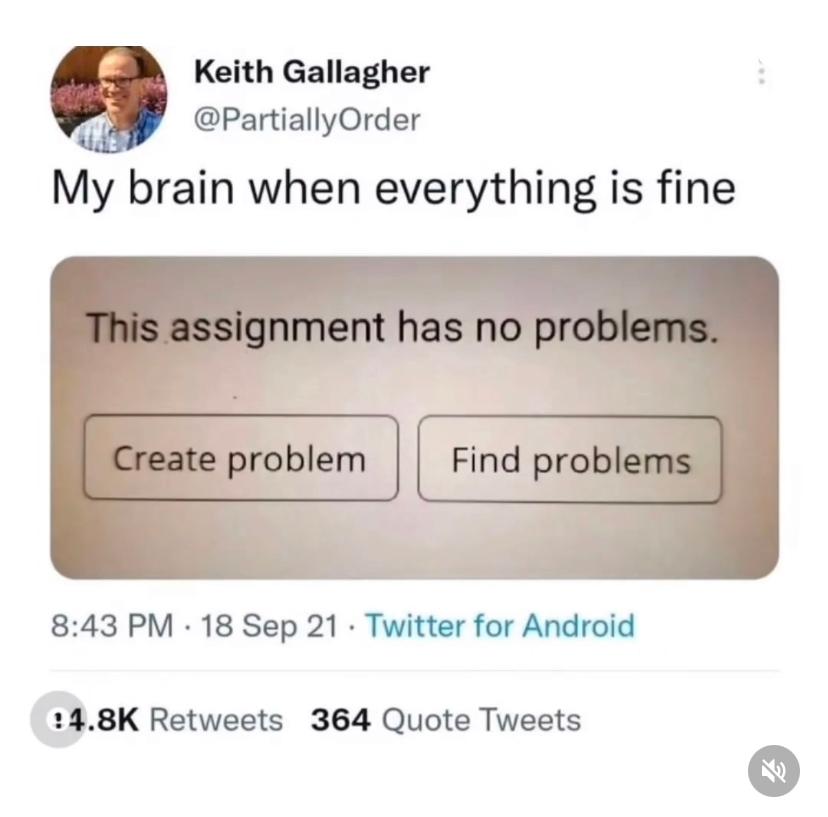 Keith Gallagher
@PartiallyOrder
My brain when everything is fine
This assignment has no problems.
Create problem
Find problems
8:43 PM · 18 Sep 21 · Twitter for Android
4.8K Retweets 364 Quote Tweets